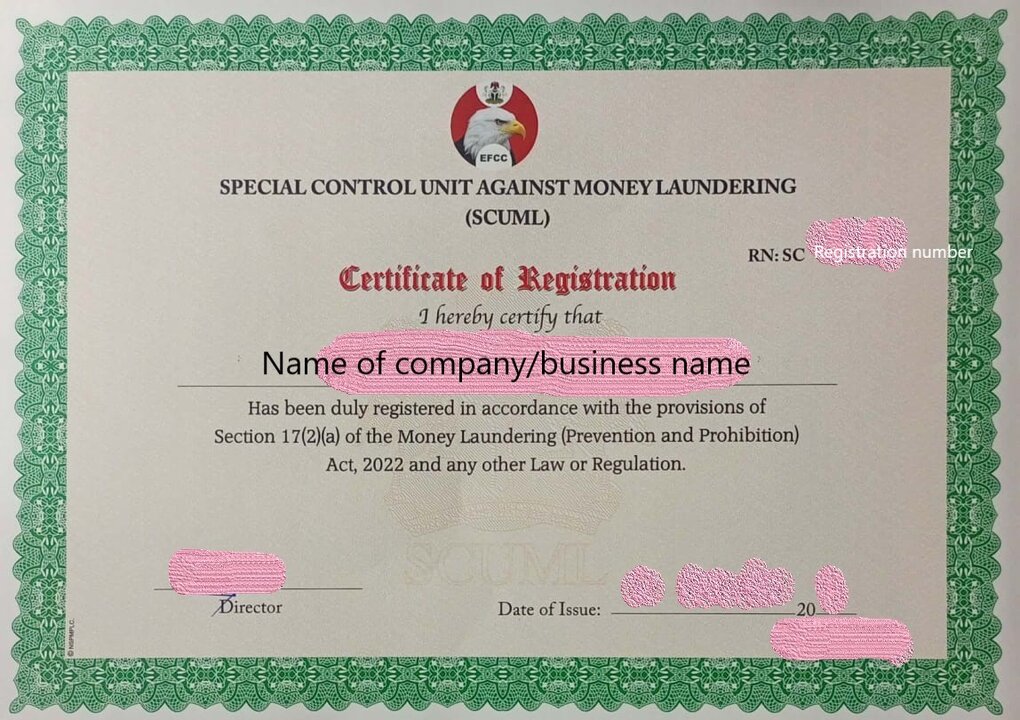 EFCC
SPECIAL CONTROL UNIT AGAINST MONEY LAUNDERING
(SCUML)
RN: SC Registration number
Certificate of Registration
I hereby certify that
Name of company/business name
Has been duly registered in accordance with the provisions of
Section 17(2)(a) of the Money Laundering (Prevention and Prohibition)
Act, 2022 and any other Law or Regulation.
SCUML
Director
Date of Issue: 20
© NSPMPLC.